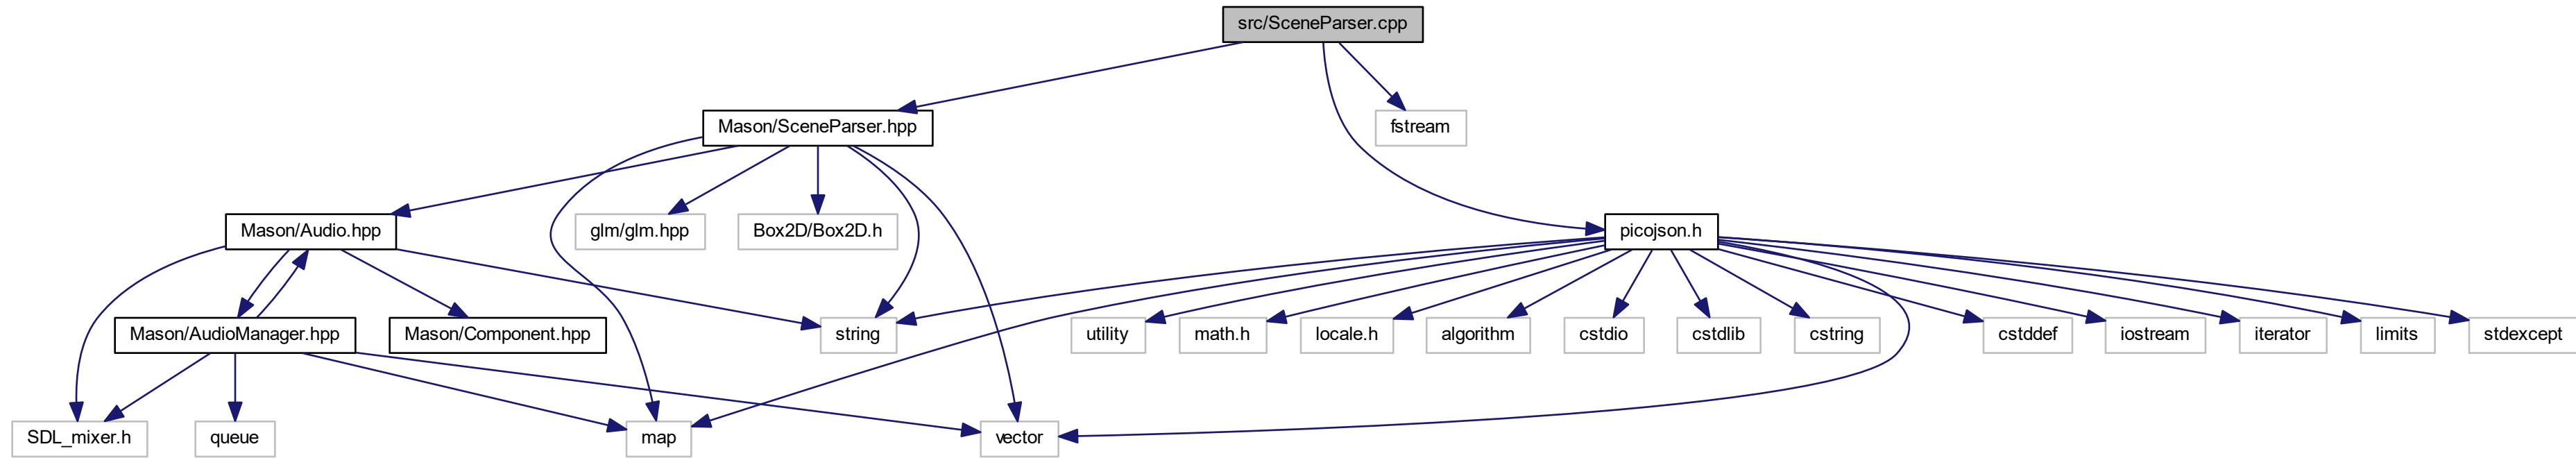 src/SceneParser.cpp
Mason/SceneParser.hpp
fstream
Mason/Audio.hpp
glm/glm.hpp
Box2D/Box2D.h
picojson.h
Mason/AudioManager.hpp
Mason/Component.hpp
string
utility
math.h
locale.h
algorithm
cstdio
cstdlib
cstring
cstddef
iostream
iterator
limits
stdexcept
SDL_mixer.h
queue
map
vector